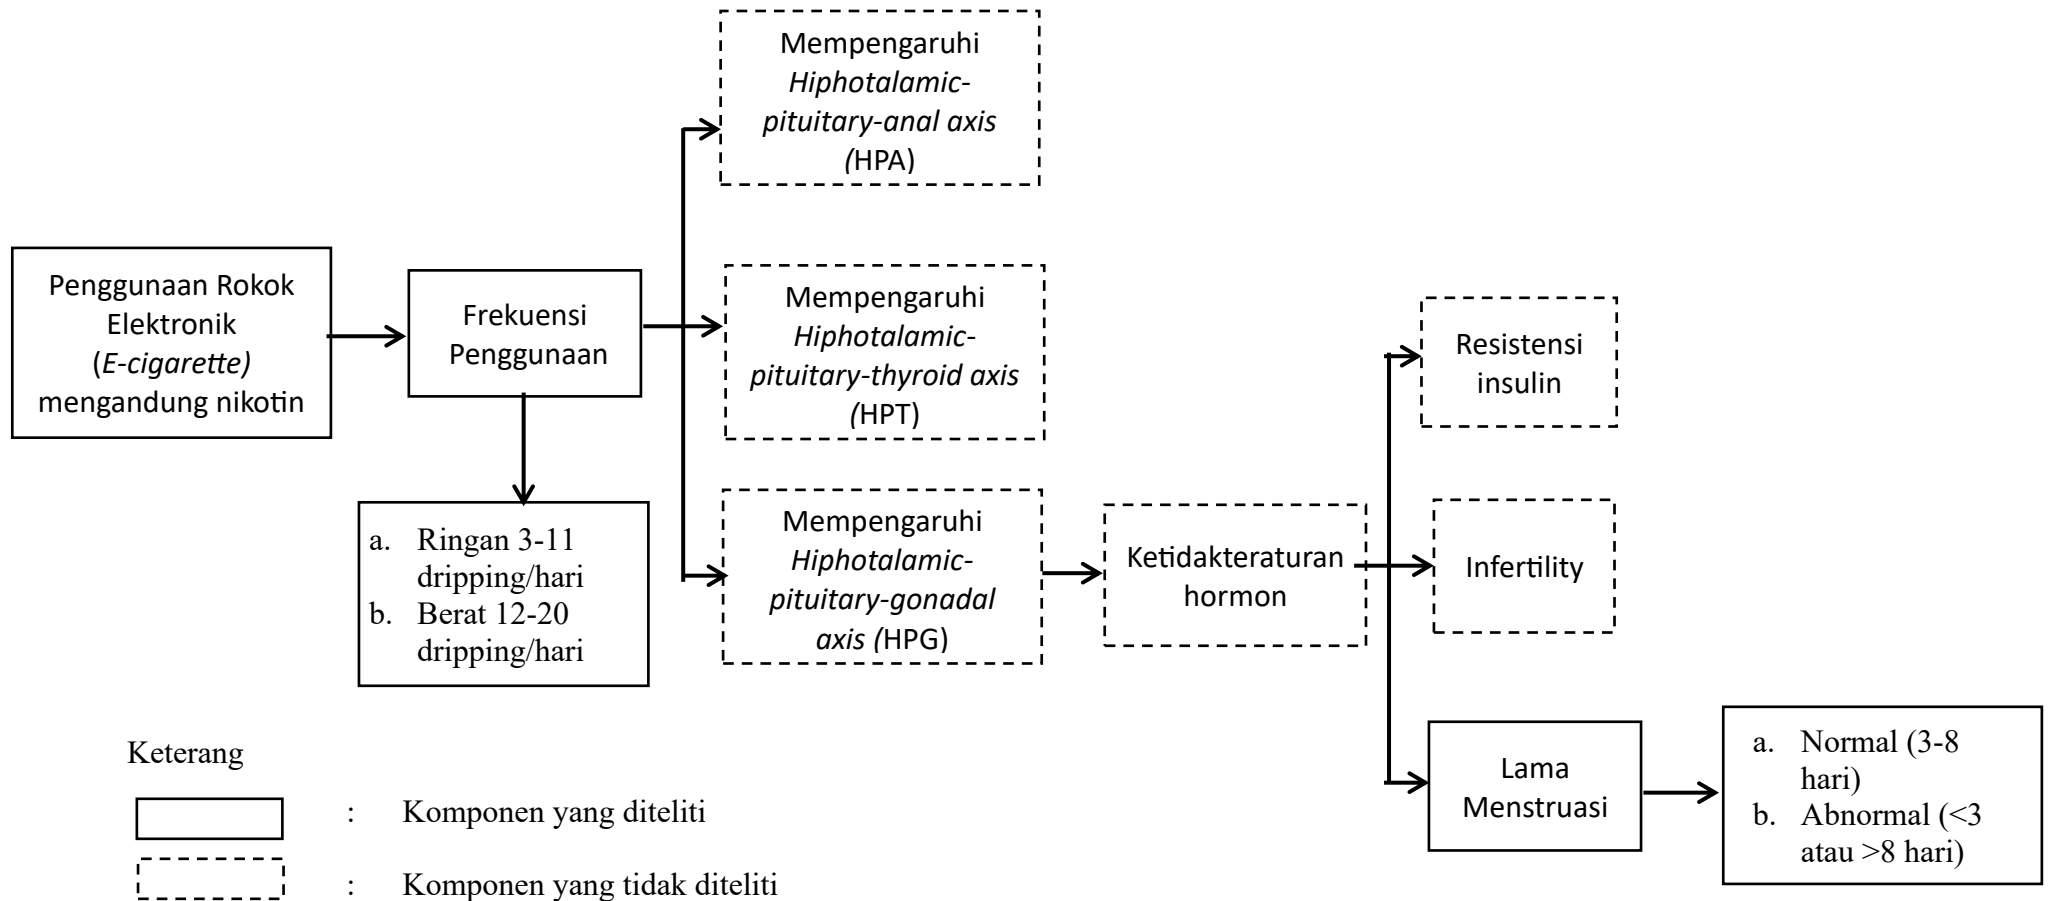 Mempengaruhi
Hiphotalamic-
pituitary-anal axis
(HPA)
Penggunaan Rokok
Elektronik
(E-cigarette)
mengandung nikotin
Frekuensi
Penggunaan
Mempengaruhi
Hiphotalamic-
pituitary-thyroid axis
(HPT)
Resistensi
insulin
a. Ringan 3-11
dripping/hari
b. Berat 12-20
dripping/hari
Mempengaruhi
Hiphotalamic-
pituitary-gonadal
axis (HPG)
Ketidakteraturan
hormon
Infertility
Lama
Menstruasi
a. Normal (3-8
hari)
b. Abnormal (<3
atau >8 hari)
Keterang
: Komponen yang diteliti
: Komponen yang tidak diteliti